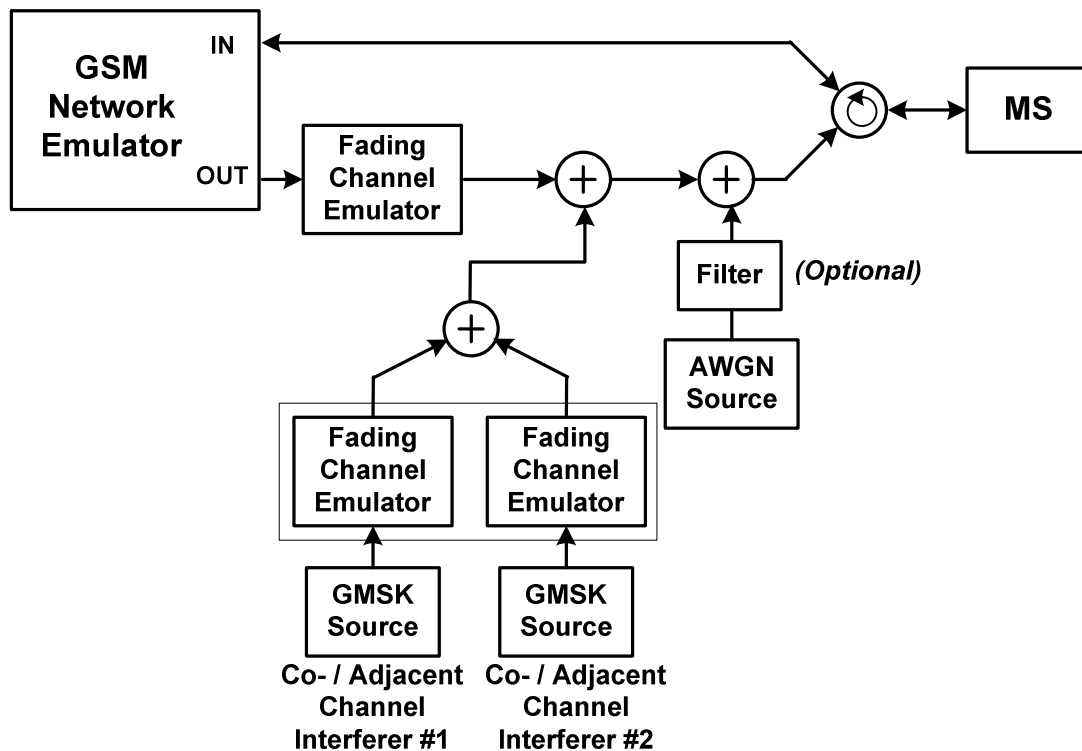 GSM
Network
Emulator
IN
OUT
MS
Fading
Channel
Emulator
+
+
Filter
(Optional)
+
AWGN
Source
Fading
Channel
Emulator
Fading
Channel
Emulator
GMSK
Source
GMSK
Source
Co- / Adjacent
Channel
Interferer #1
Co- / Adjacent
Channel
Interferer #2